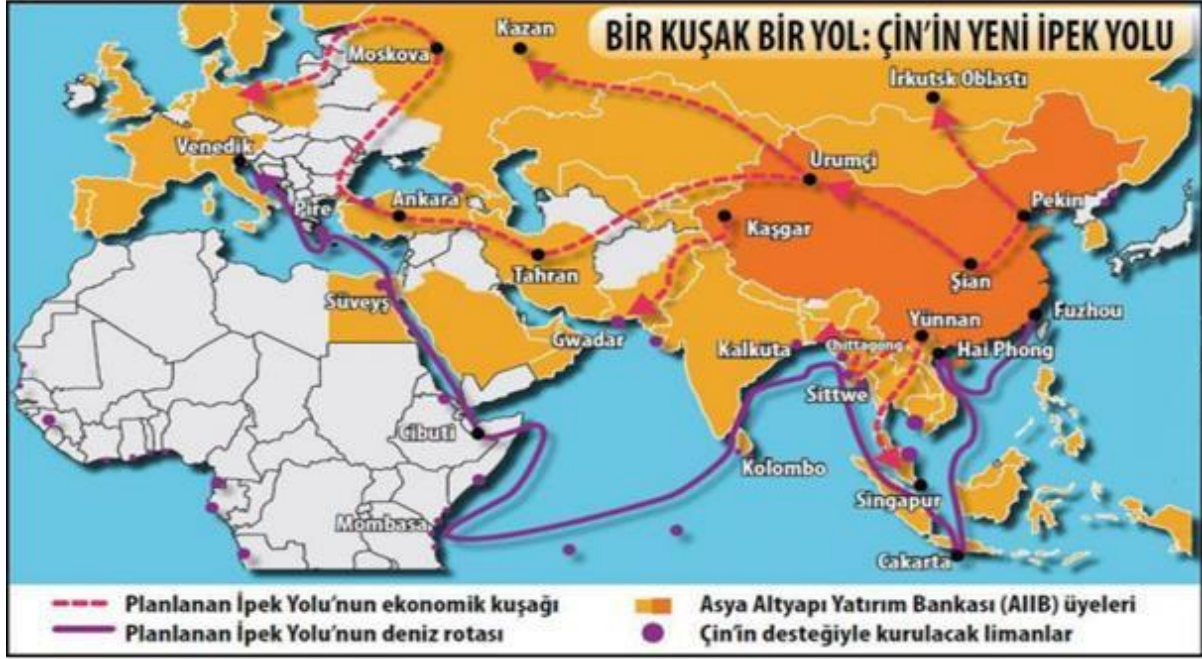 BİR KUŞAK BİR YOL: ÇİN'İN YENİ İPEK YOLU
Kazan
Moskova
İrkutsk Oblastı
Venedik
Urumçi
Ankara
Pekin
Pire
Kaşgar
Tahran
Şian
Süveyş
Yunnan
Fuzhou
Gwadar
Kalküta
Chittagong
Hai Phong
Sittwe
Cibuti
Kolombo
Singapur
Mombasa
Cakarta
Planlanan İpek Yolu'nun ekonomik kuşağı
Asya Altyapı Yatırım Bankası (AIIB) üyeleri
Planlanan İpek Yolu'nun deniz rotası
Çin'in desteğiyle kurulacak limanlar